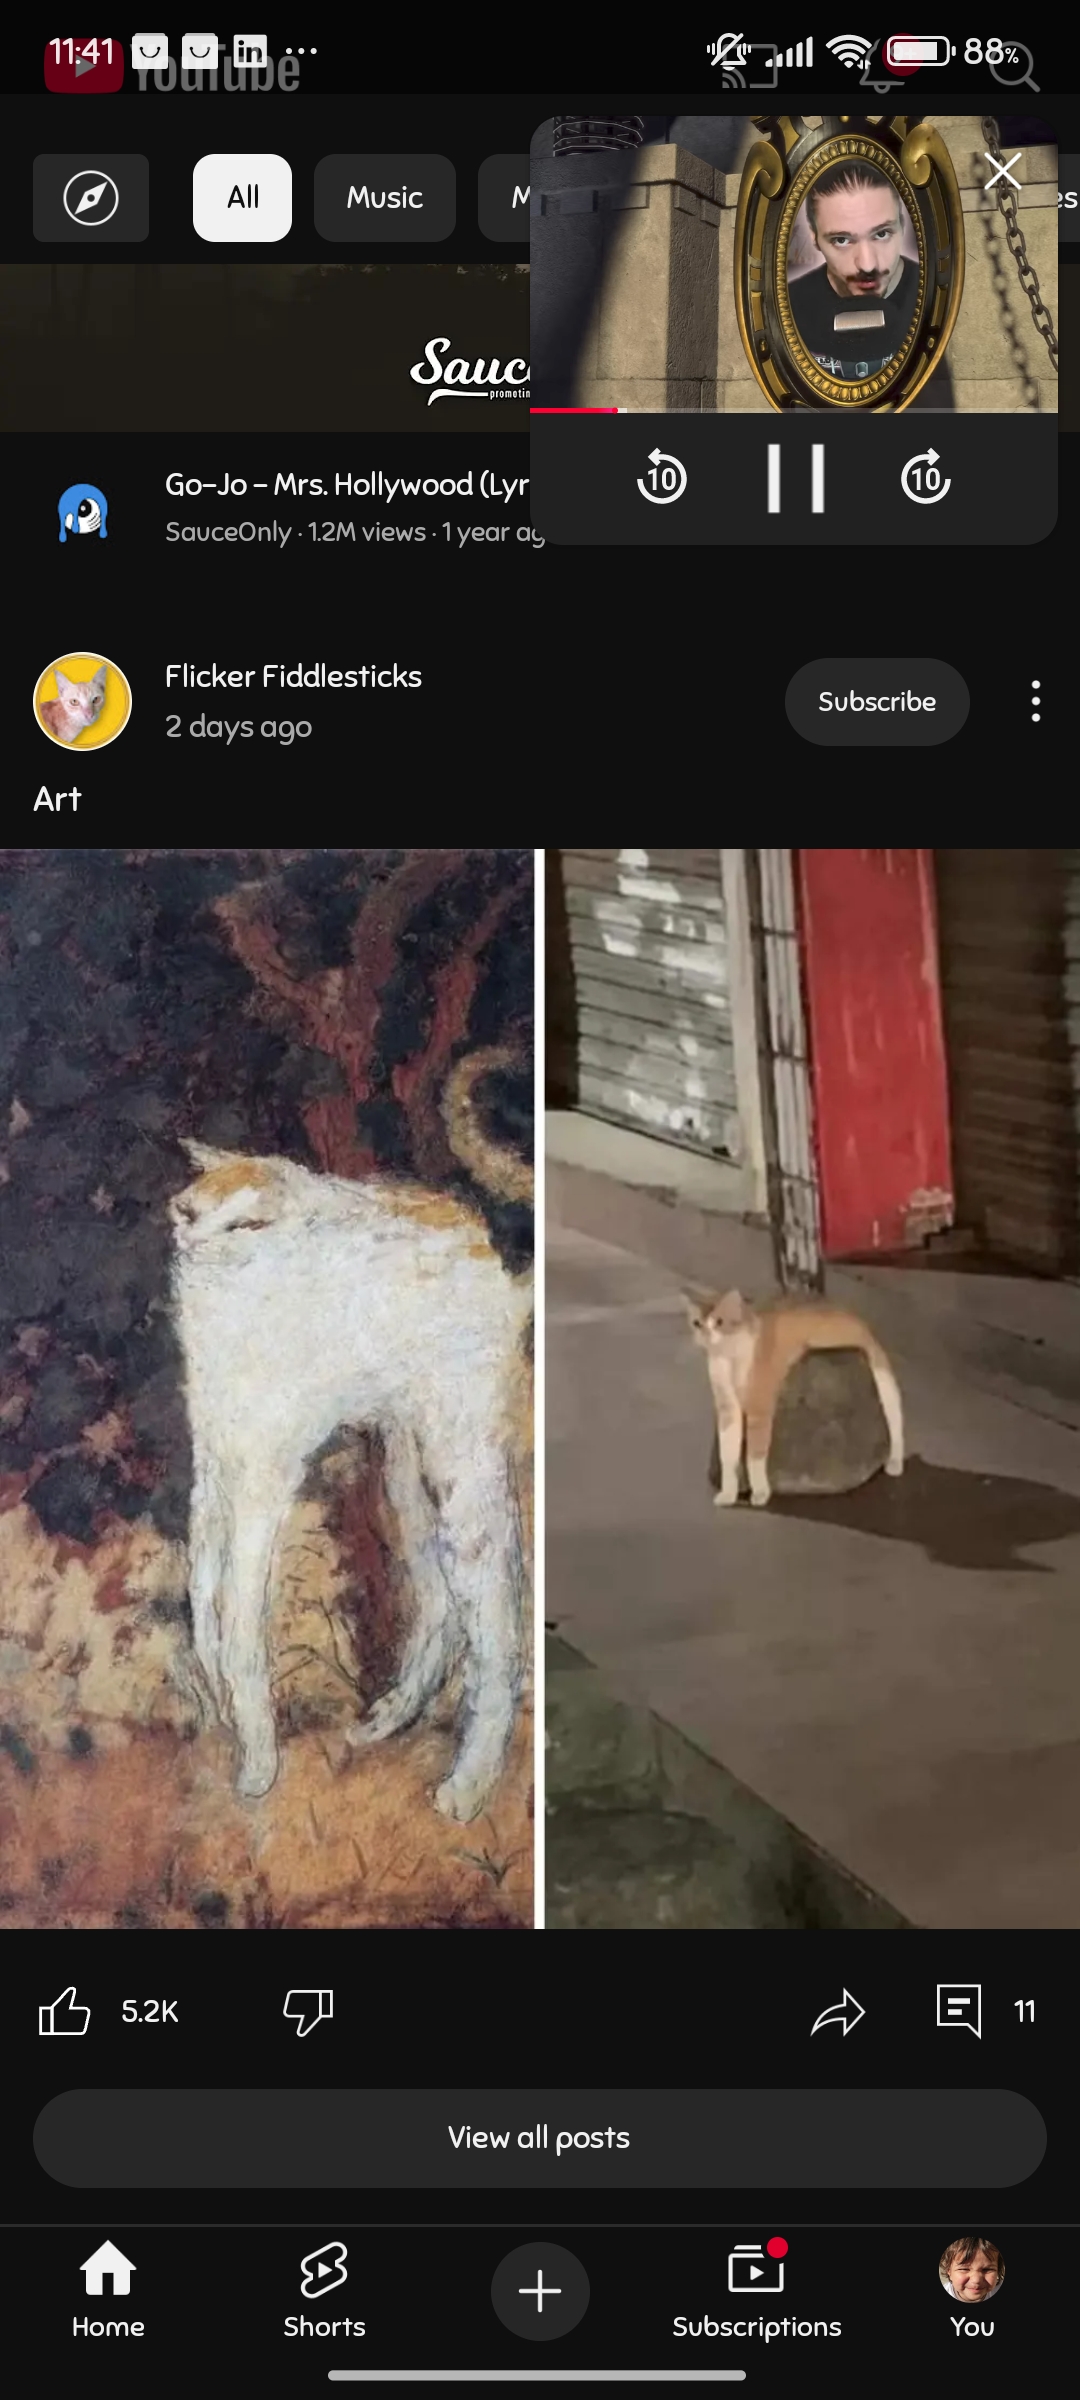 11:41
88%
YouTube
All
Music
Sauc
promotin
10
10
Go-Jo - Mrs. Hollywood (Lyr
SauceOnly · 1.2M views · 1 year ag
Flicker Fiddlesticks
2 days ago
Subscribe
Art
5.2K
11
View all posts
Home
Shorts
Subscriptions
You